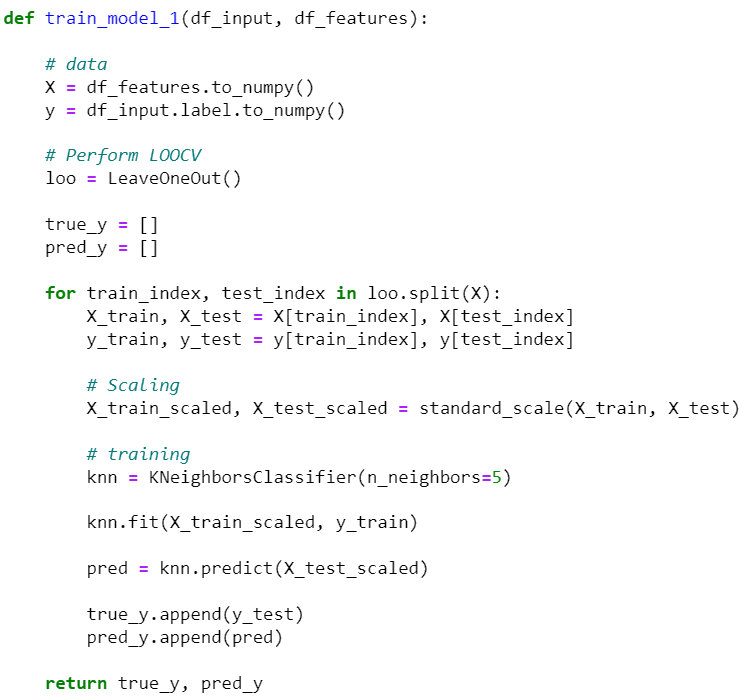 def train_model_1(df_input, df_features):

    # data
    X = df_features.to_numpy()
    y = df_input.label.to_numpy()

    # Perform LOOCV
    loo = LeaveOneOut()

    true_y = []
    pred_y = []

    for train_index, test_index in loo.split(X):
        X_train, X_test = X[train_index], X[test_index]
        y_train, y_test = y[train_index], y[test_index]

        # Scaling
        X_train_scaled, X_test_scaled = standard_scale(X_train, X_test)

        # training
        knn = KNeighborsClassifier(n_neighbors=5)

        knn.fit(X_train_scaled, y_train)

        pred = knn.predict(X_test_scaled)

        true_y.append(y_test)
        pred_y.append(pred)

    return true_y, pred_y